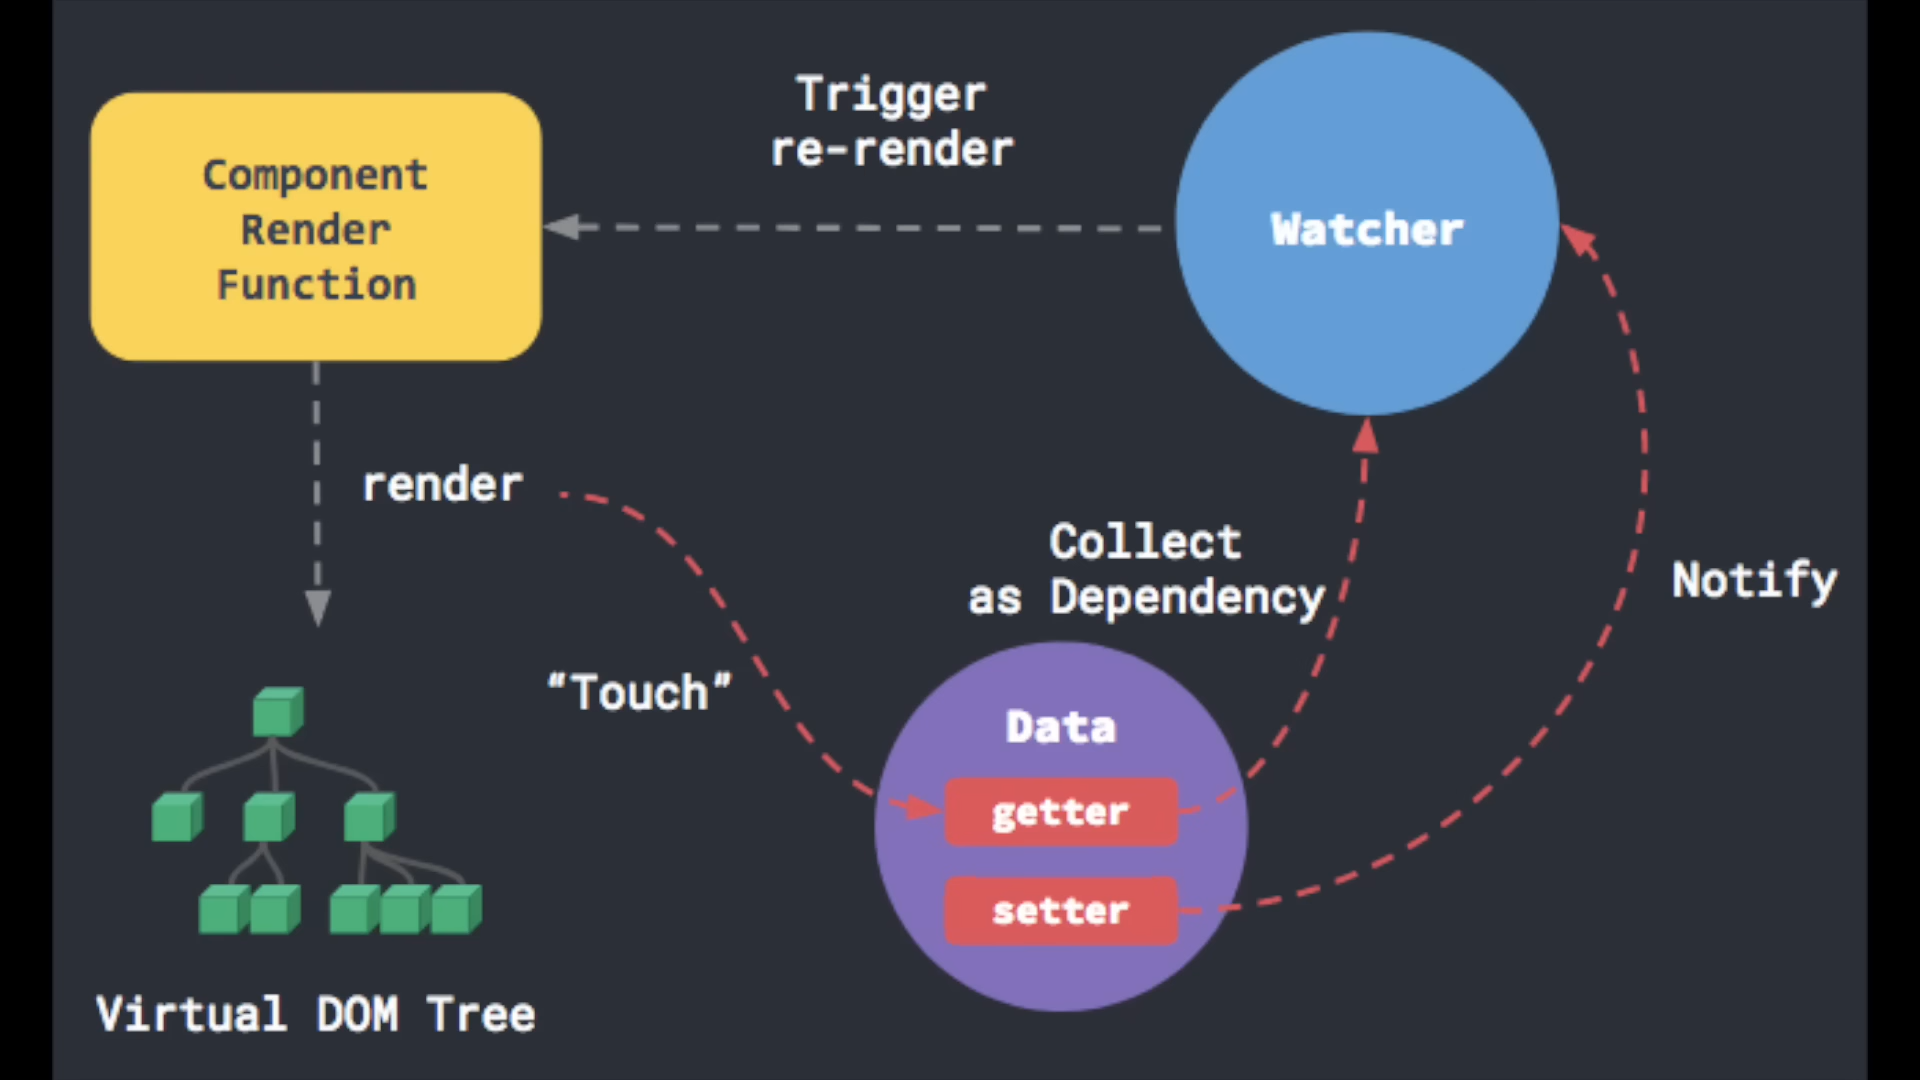 Trigger
re-render
Component
Render
Function
Watcher
render
Collect
as Dependency
Notify
“Touch”
Data
getter
setter
Virtual DOM Tree